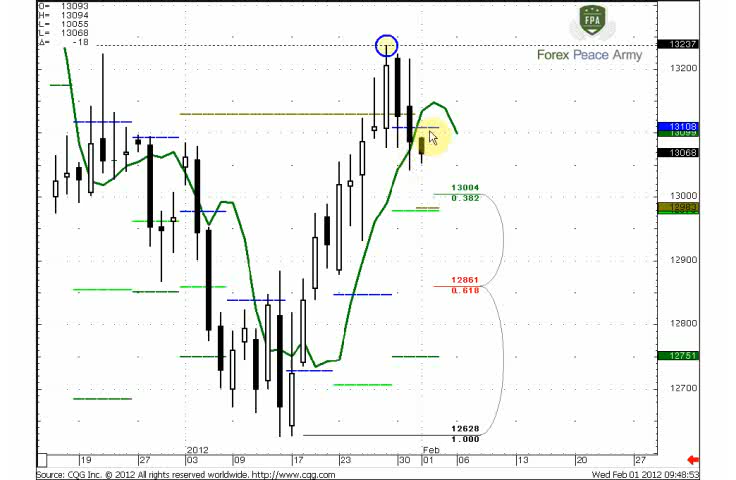 O= 13093
H= 13094
L= 10055
L= 13068
Δ= -18
FPA
Forex Peace Army
13237
13200
13108
13068
13000
12900
12800
12751
12700
13004
0.382
12861
0.618
12628
1.000
2012
Feb
19
27
03
09
17
23
30
01
06
13
20
27
Source: CQG Inc. © 2012 All rights reserved worldwide. http://www.cqg.com
Wed Feb 01 2012 09:48:53